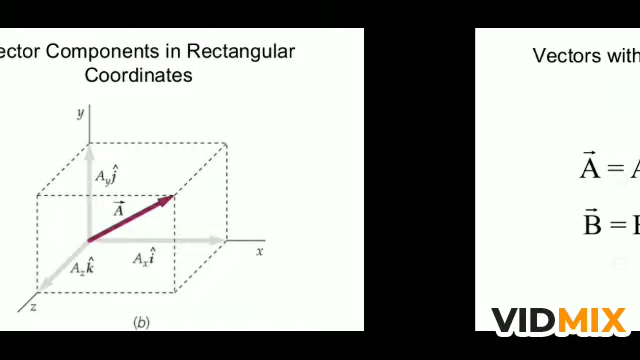 ector Components in Rectangular
Coordinates
y
A_y ĵ
A⃗
A_x î
x
A_z k̂
z
(b)
Vectors with
A⃗ = A
B⃗ = B
VIDMIX